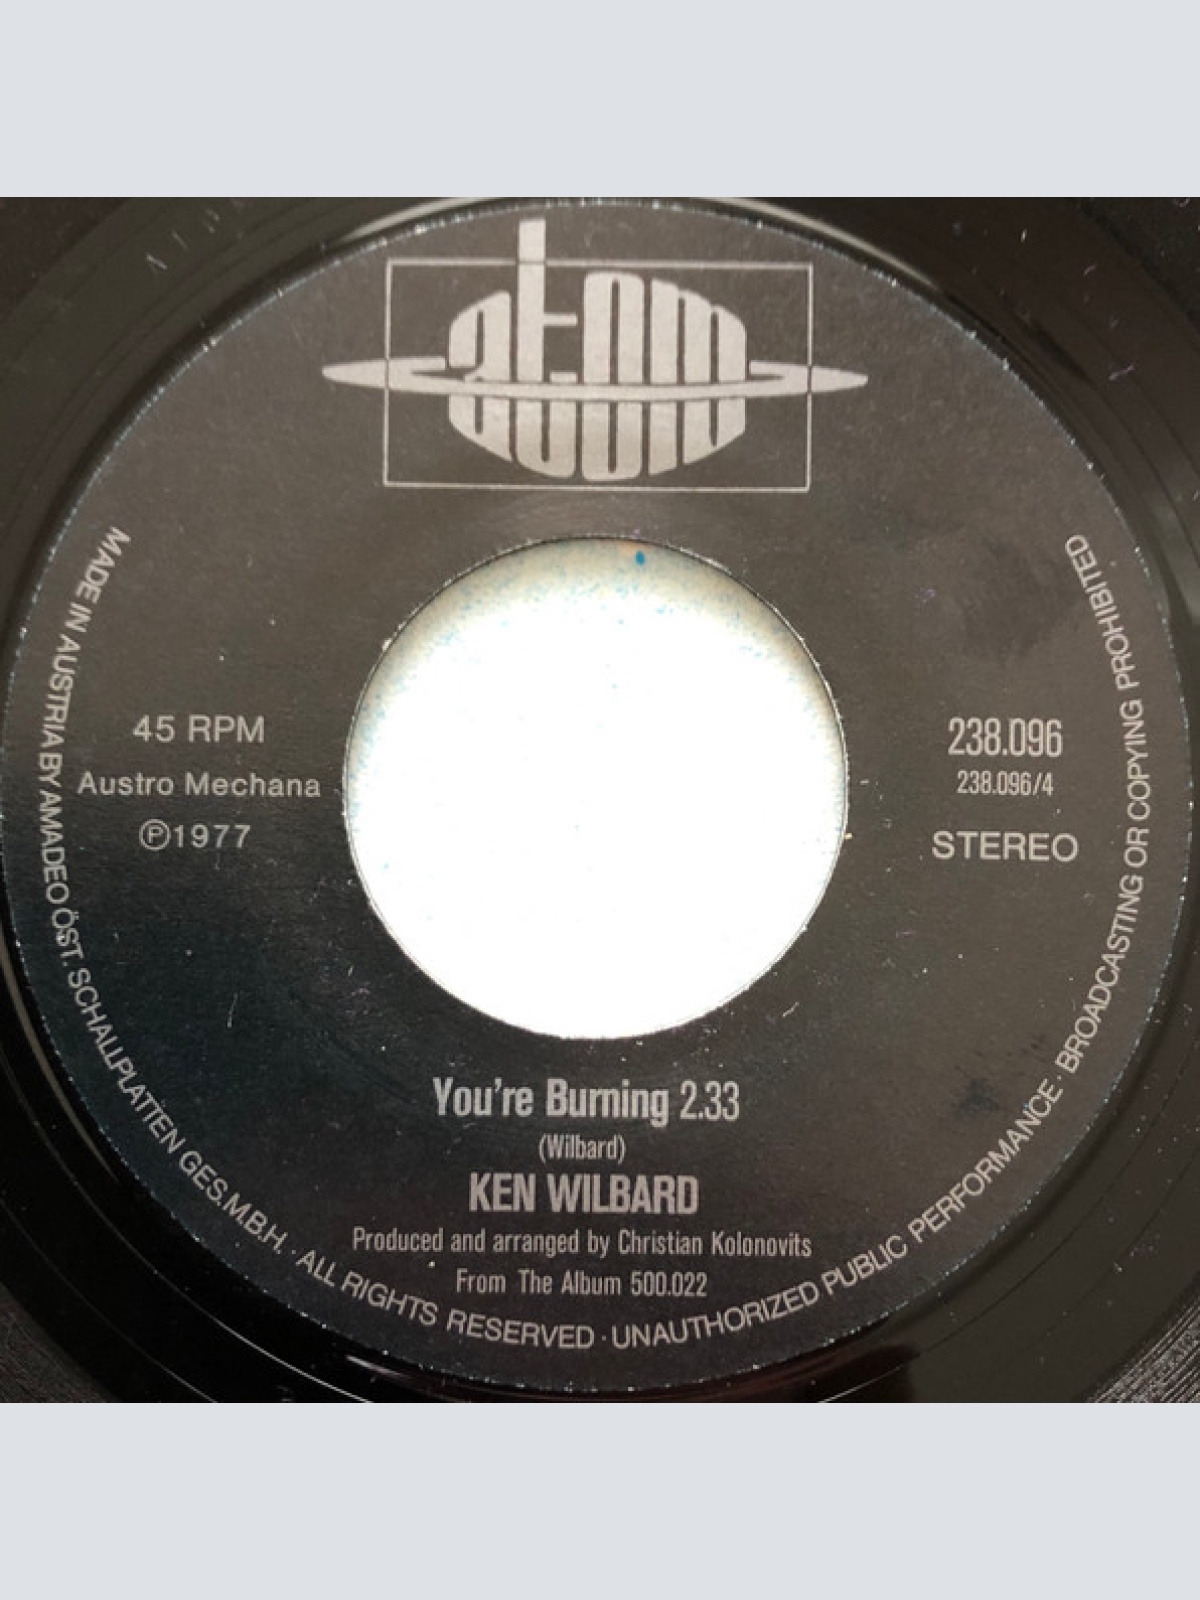 atom
45 RPM
Austro Mechana
℗1977
238.096
238.096/4
STEREO
You're Burning 2.33
(Wilbard)
KEN WILBARD
Produced and arranged by Christian Kolonovits
From The Album 500.022
MADE IN AUSTRIA BY AMADEO ÖST. SCHALLPLATTEN GES.M.B.H. · ALL RIGHTS RESERVED · UNAUTHORIZED PUBLIC PERFORMANCE · BROADCASTING OR COPYING PROHIBITED